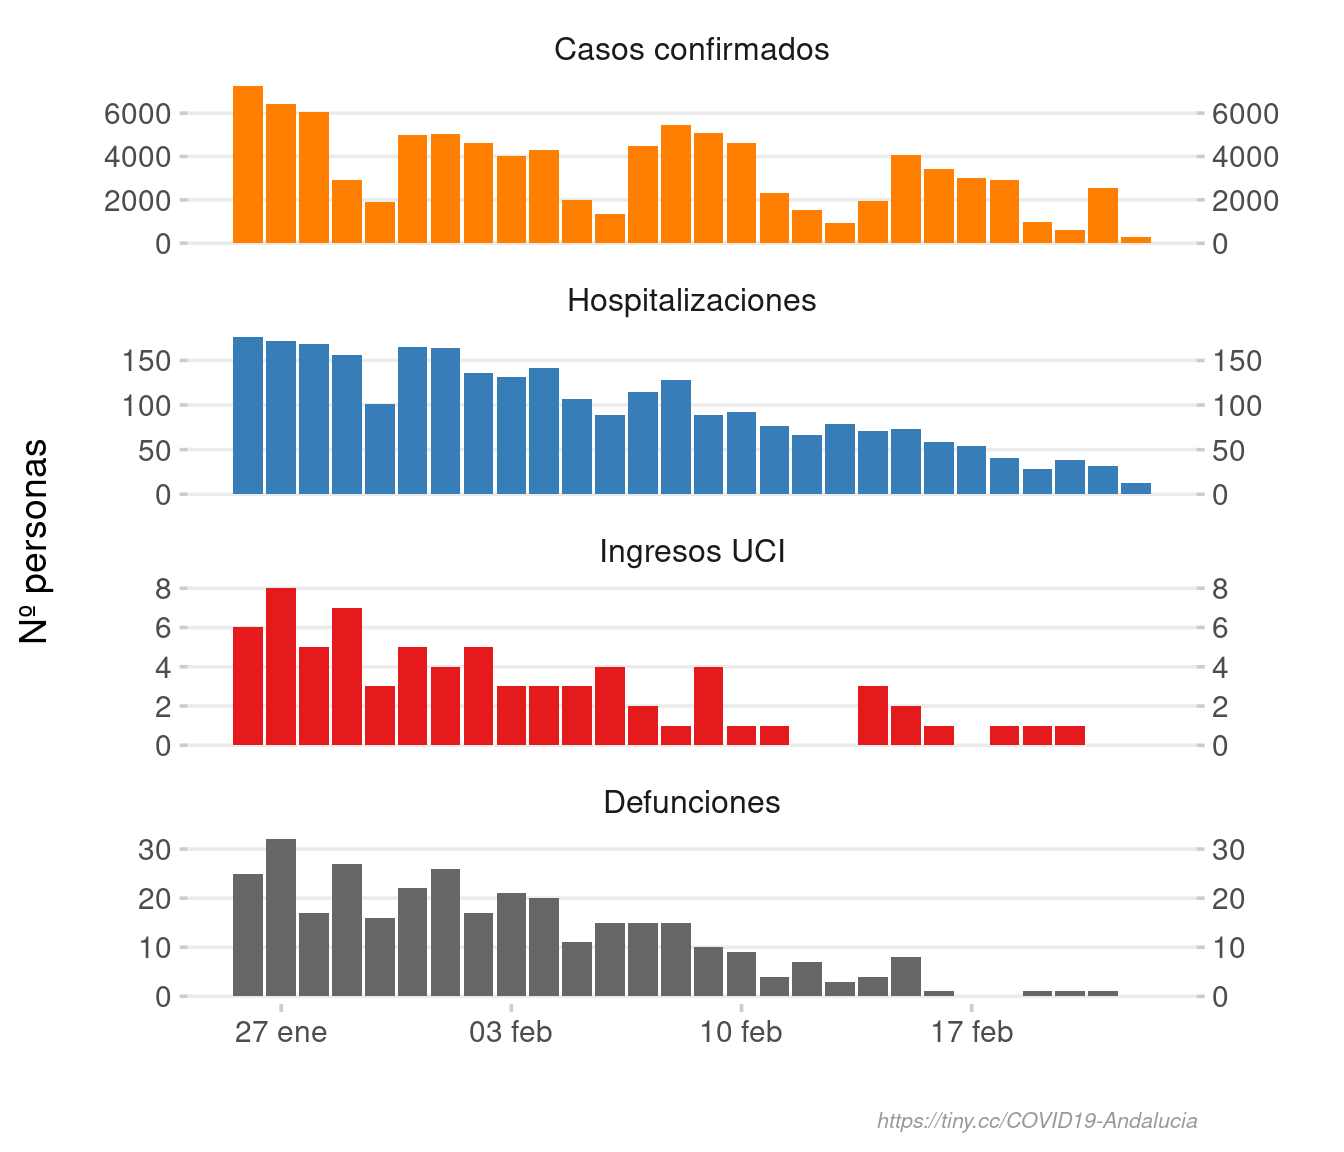 Casos confirmados
6000 6000
4000 4000
2000 2000
0 0
Hospitalizaciones
150 150
100 100
50 50
0 0
Nº personas
Ingresos UCI
8 8
6 6
4 4
2 2
0 0
Defunciones
30 30
20 20
10 10
0 0
27 ene 03 feb 10 feb 17 feb
https://tiny.cc/COVID19-Andalucia